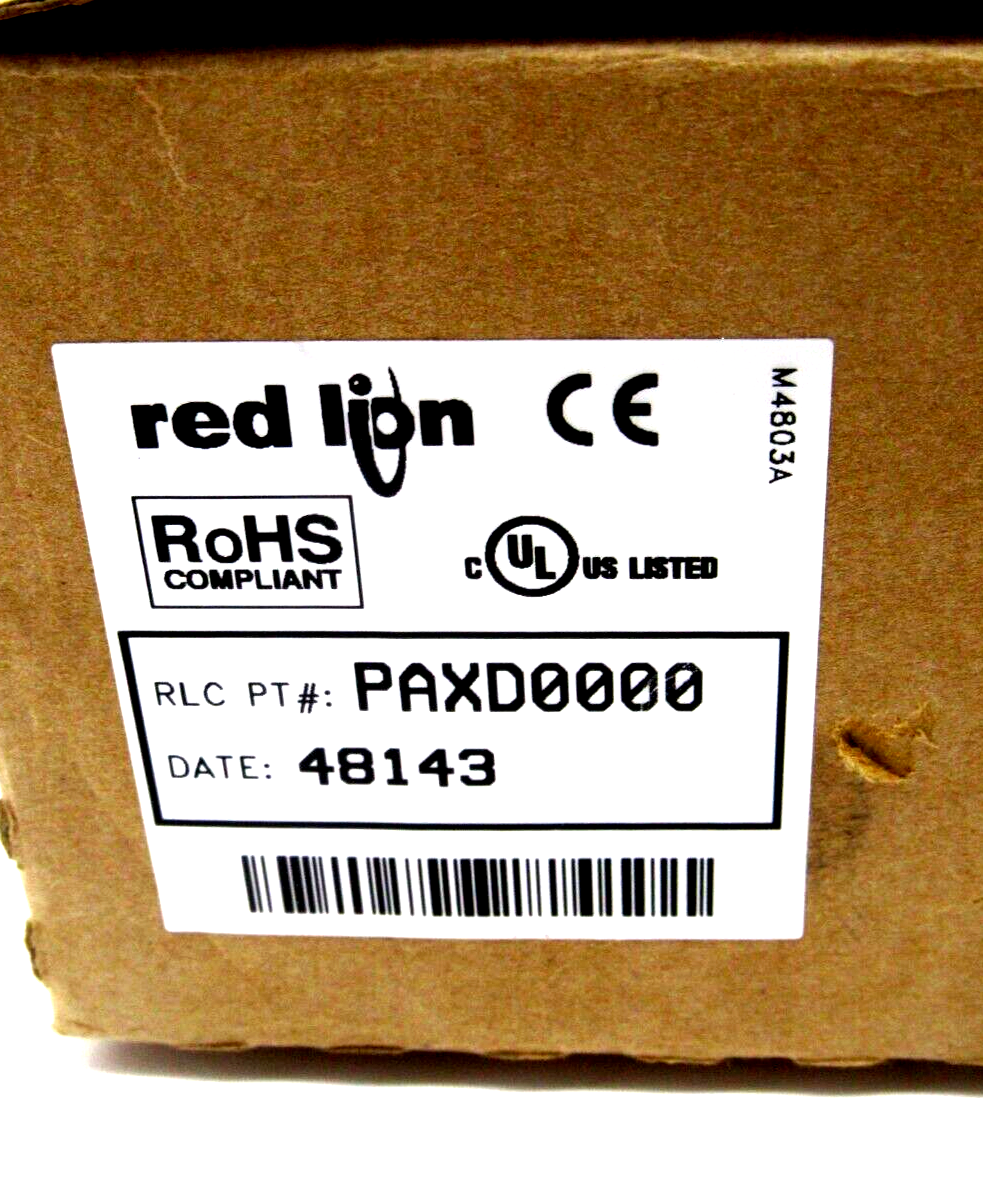 red lion CE
M4803A
RoHS
COMPLIANT
C UL US LISTED
RLC PT#: PAXD0000
DATE: 48143